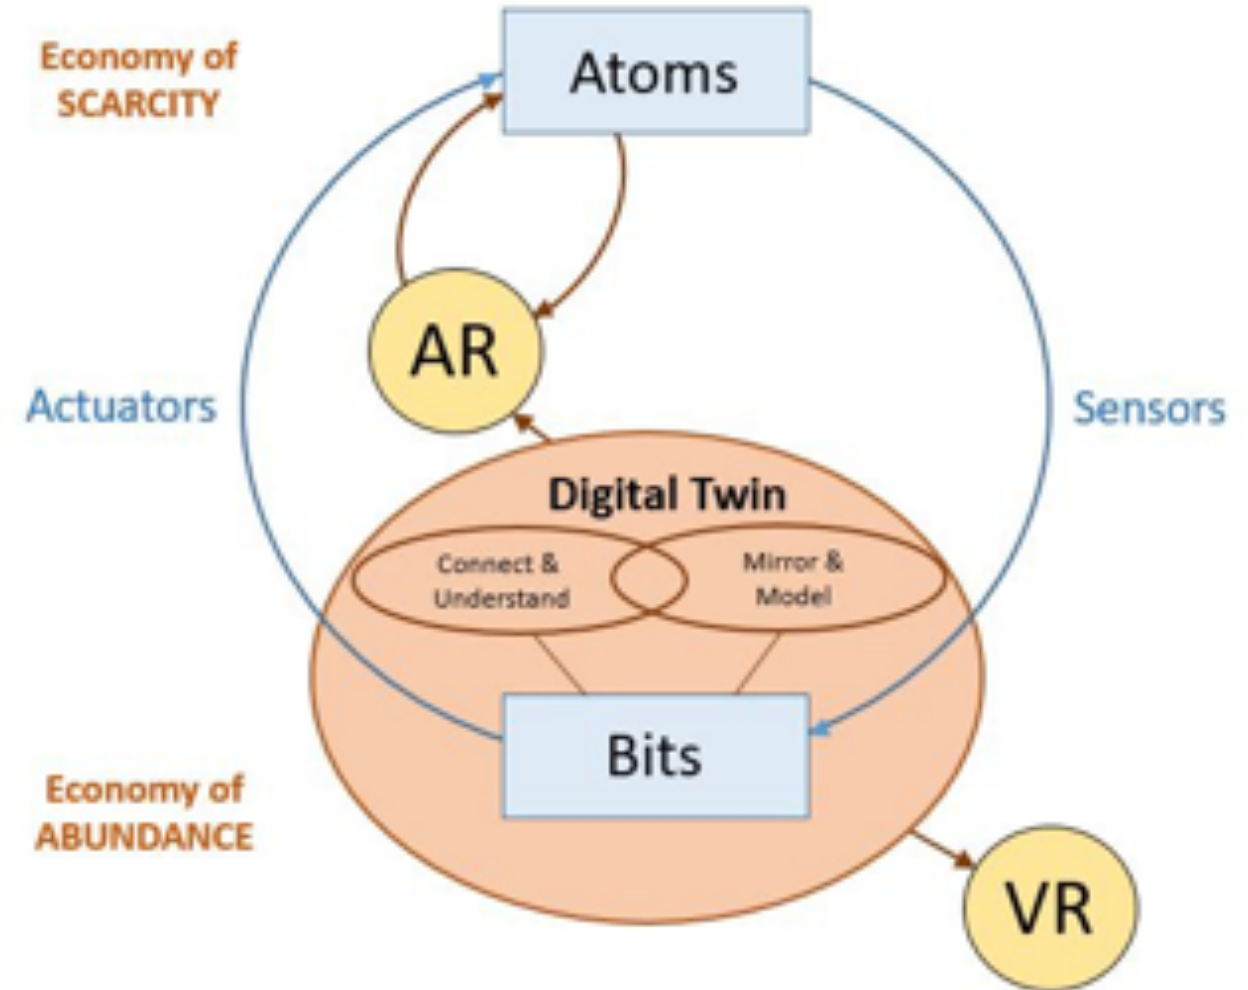 Economy of
SCARCITY
Atoms
AR
Actuators
Sensors
Digital Twin
Connect &
Understand
Mirror &
Model
Bits
Economy of
ABUNDANCE
VR